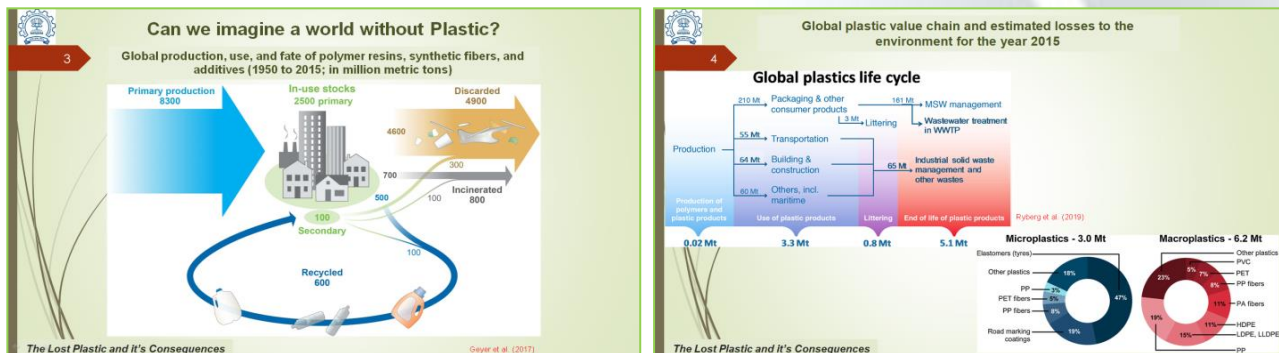 Can we imagine a world without Plastic?
3
Global production, use, and fate of polymer resins, synthetic fibers, and
additives (1950 to 2015; in million metric tons)
Primary production
8300
In-use stocks
2500 primary
Discarded
4900
4600
300
700
Incinerated
800
500
100
100
Secondary
100
Recycled
600
The Lost Plastic and it's Consequences
Geyer et al. (2017)
Global plastic value chain and estimated losses to the
environment for the year 2015
4
Global plastics life cycle
Production
210 Mt
Packaging & other
consumer products
161 Mt
MSW management
3 Mt
Littering
Wastewater treatment
in WWTP
55 Mt
Transportation
64 Mt
Building &
construction
65 Mt
Industrial solid waste
management and
other wastes
60 Mt
Others, incl.
maritime
Production of
polymers and
plastic products
Use of plastic products
Littering
End of life of plastic products
Ryberg et al. (2019)
0.02 Mt
3.3 Mt
0.8 Mt
5.1 Mt
Microplastics - 3.0 Mt
Elastomers (tyres)
Other plastics
PP
PET fibers
PP fibers
Road marking
coatings
18%
3%
5%
8%
19%
47%
Macroplastics - 6.2 Mt
Other plastics
PVC
PET
PP fibers
PA fibers
HDPE
LDPE, LLDPE
PP
23%
5%
7%
8%
11%
11%
15%
19%
The Lost Plastic and it's Consequences